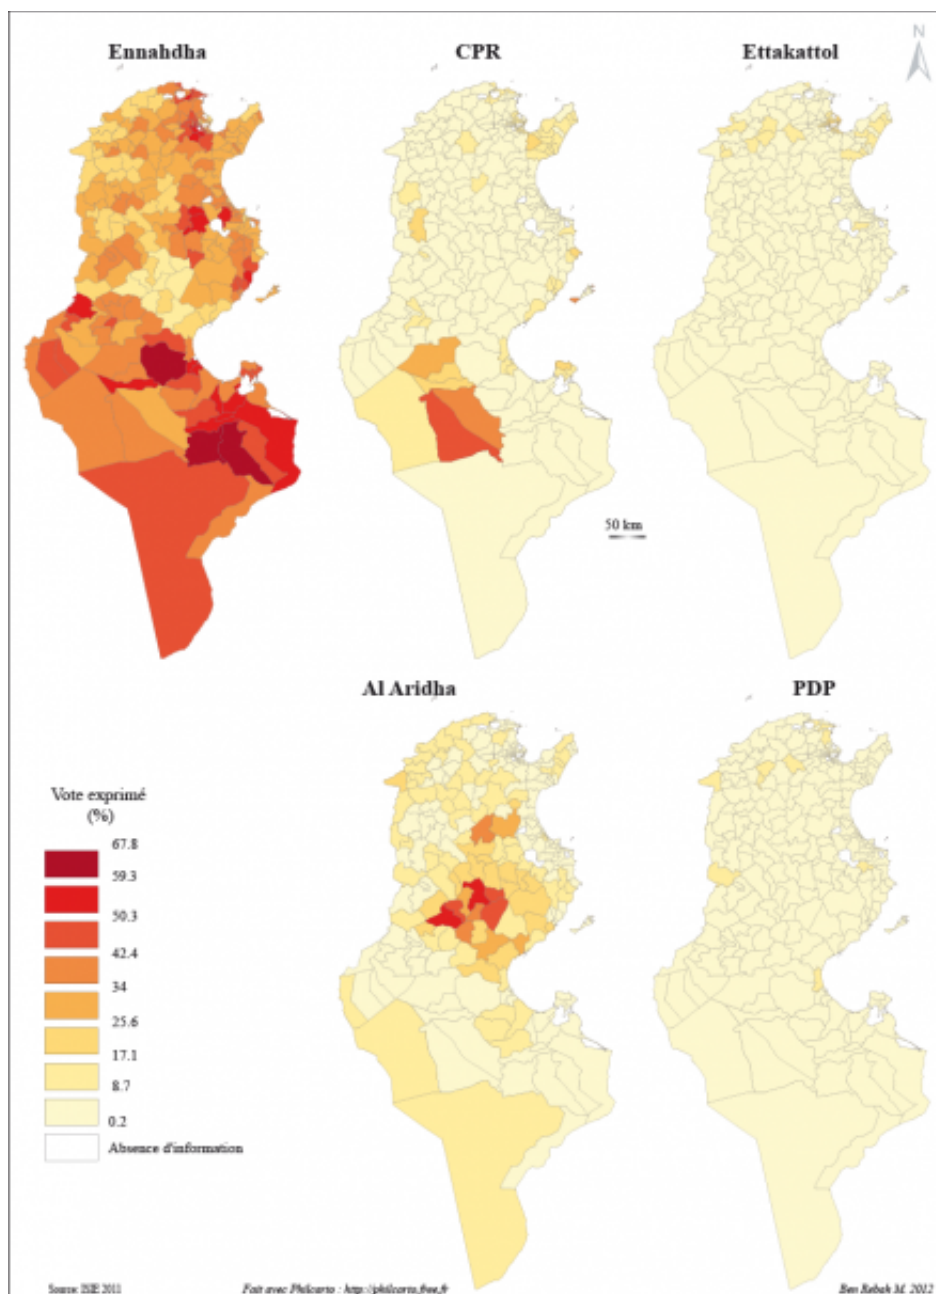 N
Ennahdha
CPR
Ettakattol
50 km
Al Aridha
PDP
Vote exprimé
(%)
67.8
59.3
50.3
42.4
34
25.6
17.1
8.7
0.2
Absence d'information
Source: ISIE 2011
Fait avec Philcarto : http://philcarto.free.fr
Ben Rebah M. 2012